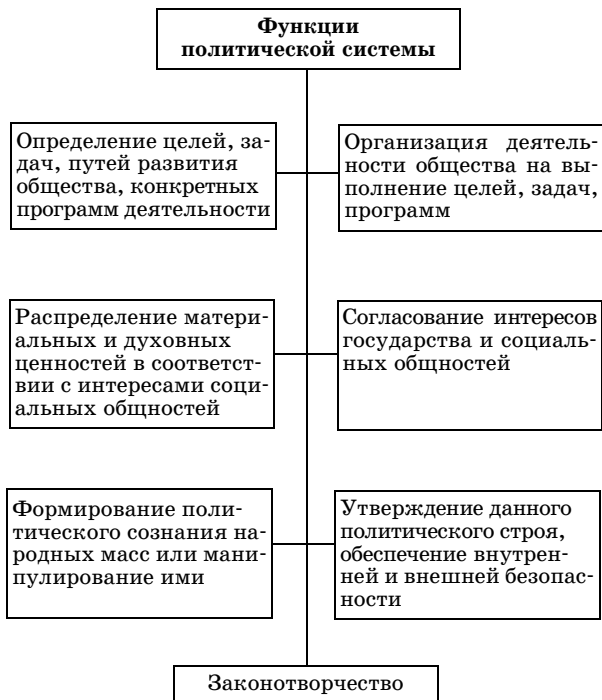 Функции
политической системы
Определение целей, за-
дач, путей развития
общества, конкретных
программ деятельности
Организация деятель-
ности общества на вы-
полнение целей, задач,
программ
Распределение матери-
альных и духовных
ценностей в соответст-
вии с интересами соци-
альных общностей
Согласование интересов
государства и социаль-
ных общностей
Формирование поли-
тического сознания на-
родных масс или мани-
пулирование ими
Утверждение данного
политического строя,
обеспечение внутрен-
ней и внешней безопас-
ности
Законотворчество